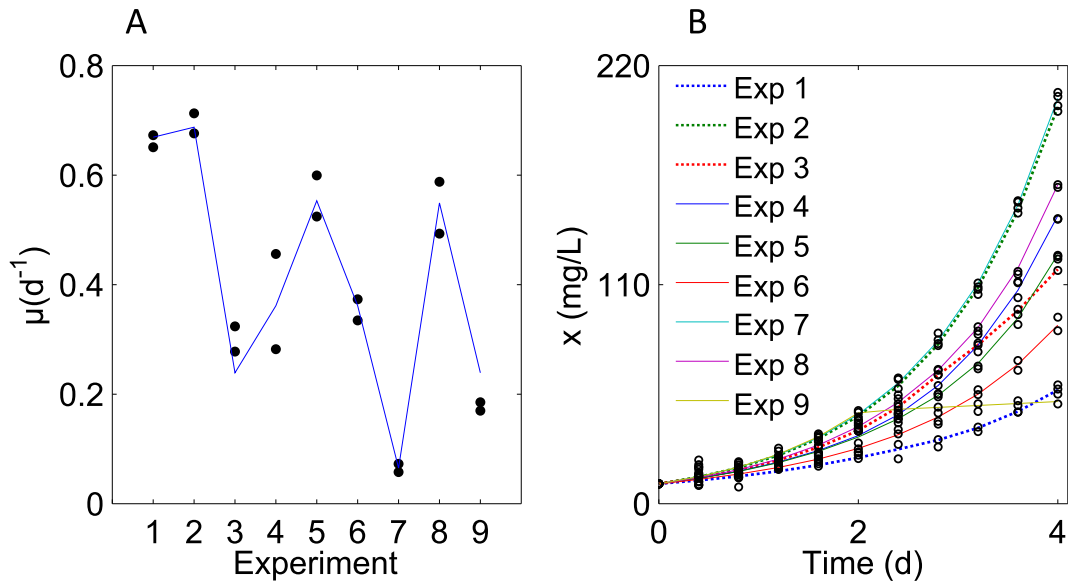 A
µ(d-1)
0.8
0.6
0.4
0.2
0
1 2 3 4 5 6 7 8 9
Experiment
B
x (mg/L)
220
110
0
Exp 1
Exp 2
Exp 3
Exp 4
Exp 5
Exp 6
Exp 7
Exp 8
Exp 9
0 2 4
Time (d)